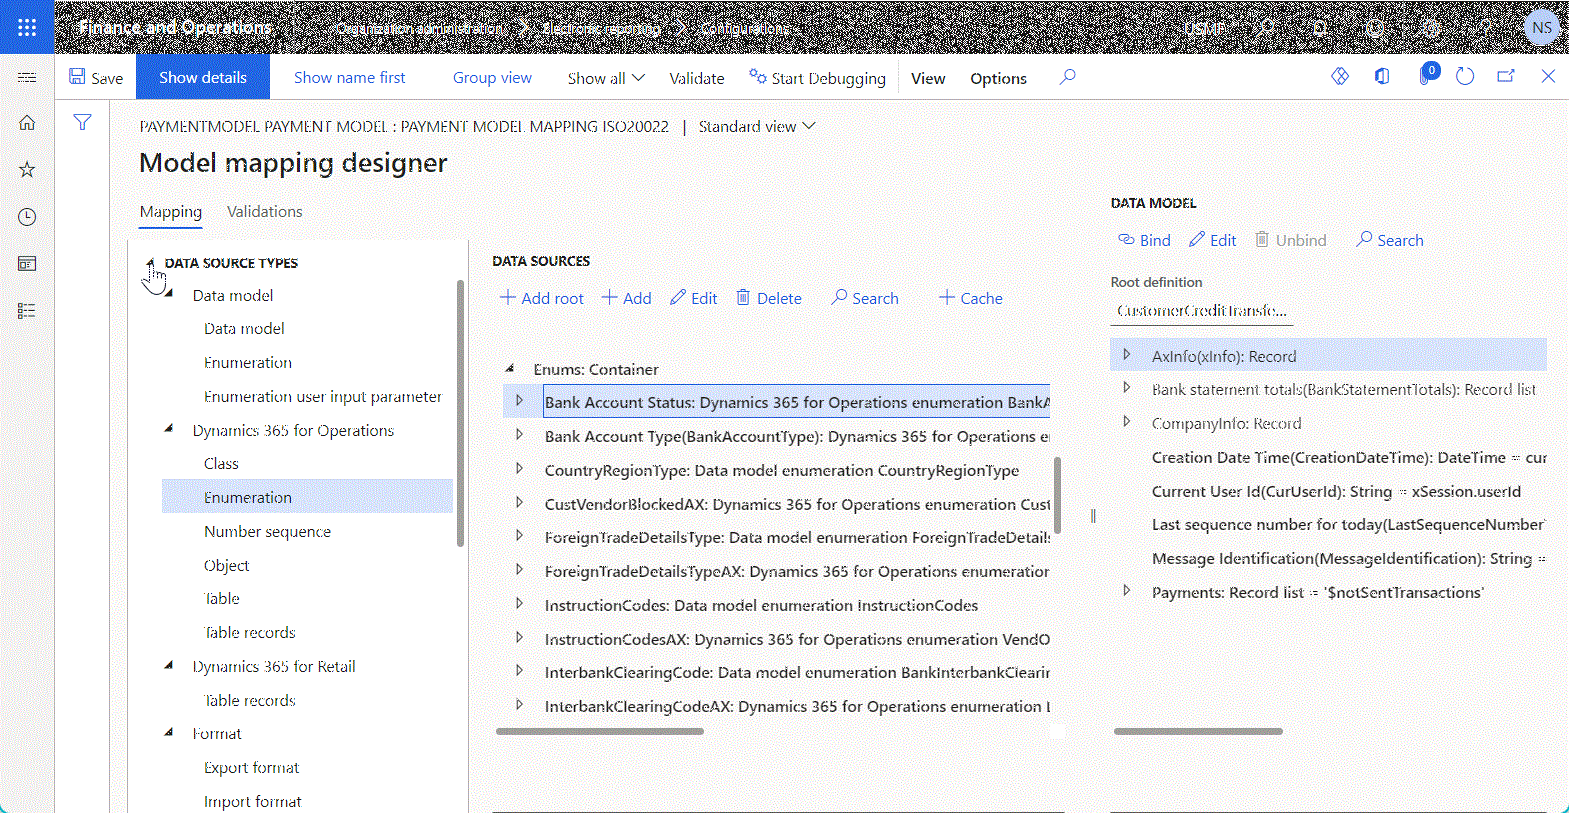 Finance and Operations
Organization administration
Electronic reporting
Configurations
USMF
NS
Save
Show details
Show name first
Group view
Show all
Validate
Start Debugging
View
Options
0
PAYMENTMODEL PAYMENT MODEL : PAYMENT MODEL MAPPING ISO20022 | Standard view
Model mapping designer
Mapping
Validations
DATA SOURCE TYPES
Data model
Data model
Enumeration
Enumeration user input parameter
Dynamics 365 for Operations
Class
Enumeration
Number sequence
Object
Table
Table records
Dynamics 365 for Retail
Table records
Format
Export format
Import format
DATA SOURCES
Add root
Add
Edit
Delete
Search
Cache
Enums: Container
Bank Account Status: Dynamics 365 for Operations enumeration BankA
Bank Account Type(BankAccountType): Dynamics 365 for Operations e
CountryRegionType: Data model enumeration CountryRegionType
CustVendorBlockedAX: Dynamics 365 for Operations enumeration Cust
ForeignTradeDetailsType: Data model enumeration ForeignTradeDetails
ForeignTradeDetailsTypeAX: Dynamics 365 for Operations enumeration
InstructionCodes: Data model enumeration InstructionCodes
InstructionCodesAX: Dynamics 365 for Operations enumeration VendO
InterbankClearingCode: Data model enumeration BankInterbankClearin
InterbankClearingCodeAX: Dynamics 365 for Operations enumeration
DATA MODEL
Bind
Edit
Unbind
Search
Root definition
CustomerCreditTransfe...
AxInfo(xInfo): Record
Bank statement totals(BankStatementTotals): Record list
CompanyInfo: Record
Creation Date Time(CreationDateTime): DateTime = cur
Current User Id(CurUserId): String = xSession.userId
Last sequence number for today(LastSequenceNumber
Message Identification(MessageIdentification): String =
Payments: Record list = '$notSentTransactions'